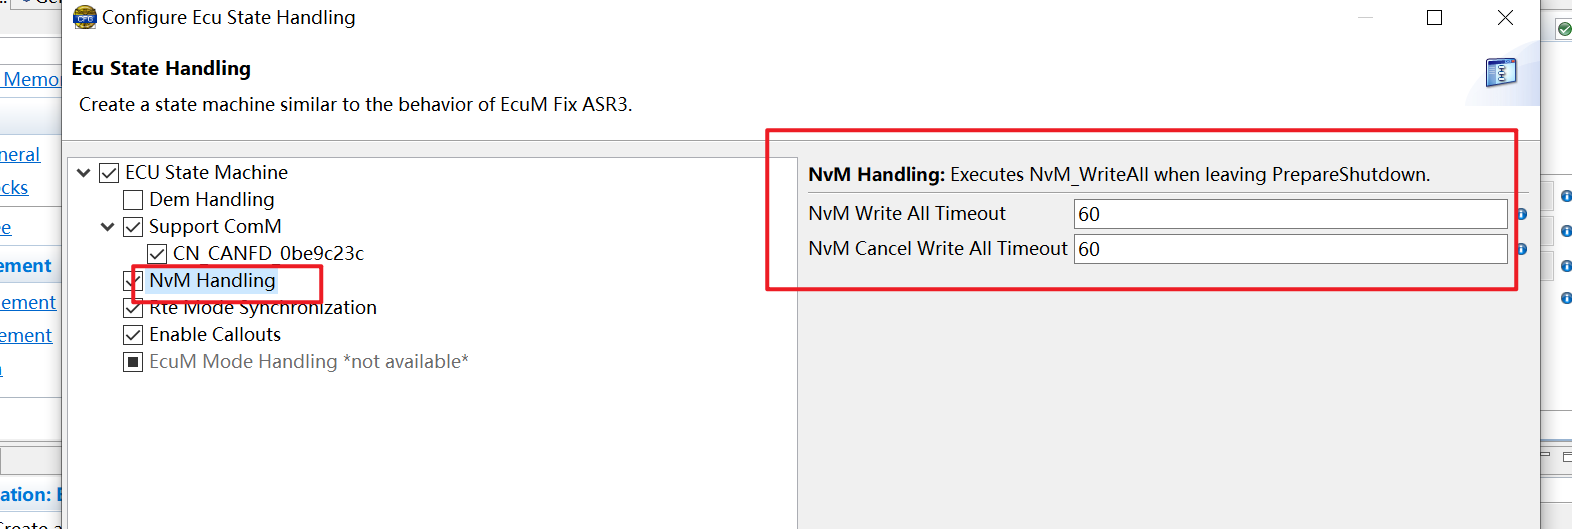 Configure Ecu State Handling
Ecu State Handling
Create a state machine similar to the behavior of EcuM Fix ASR3.
Memor
neral
ocks
ee
ement
ement
ement
n
ation: E
Create a
ECU State Machine
Dem Handling
Support ComM
CN_CANFD_0be9c23c
NvM Handling
Rte Mode Synchronization
Enable Callouts
EcuM Mode Handling *not available*
NvM Handling: Executes NvM_WriteAll when leaving PrepareShutdown.
NvM Write All Timeout 60
NvM Cancel Write All Timeout 60